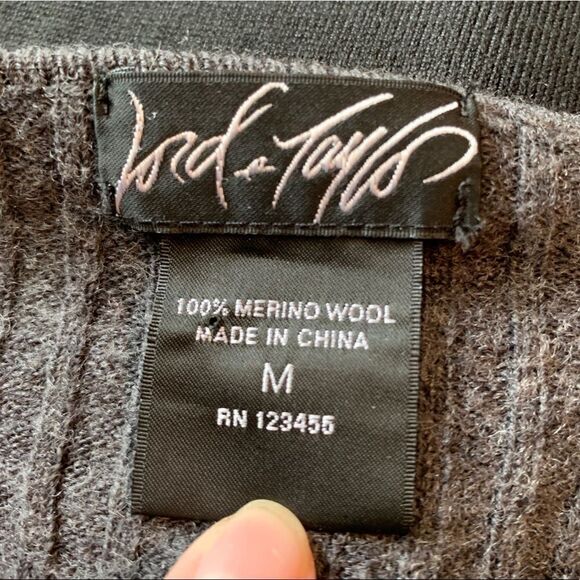 Lord & Taylor
100% MERINO WOOL
MADE IN CHINA
M
RN 123455